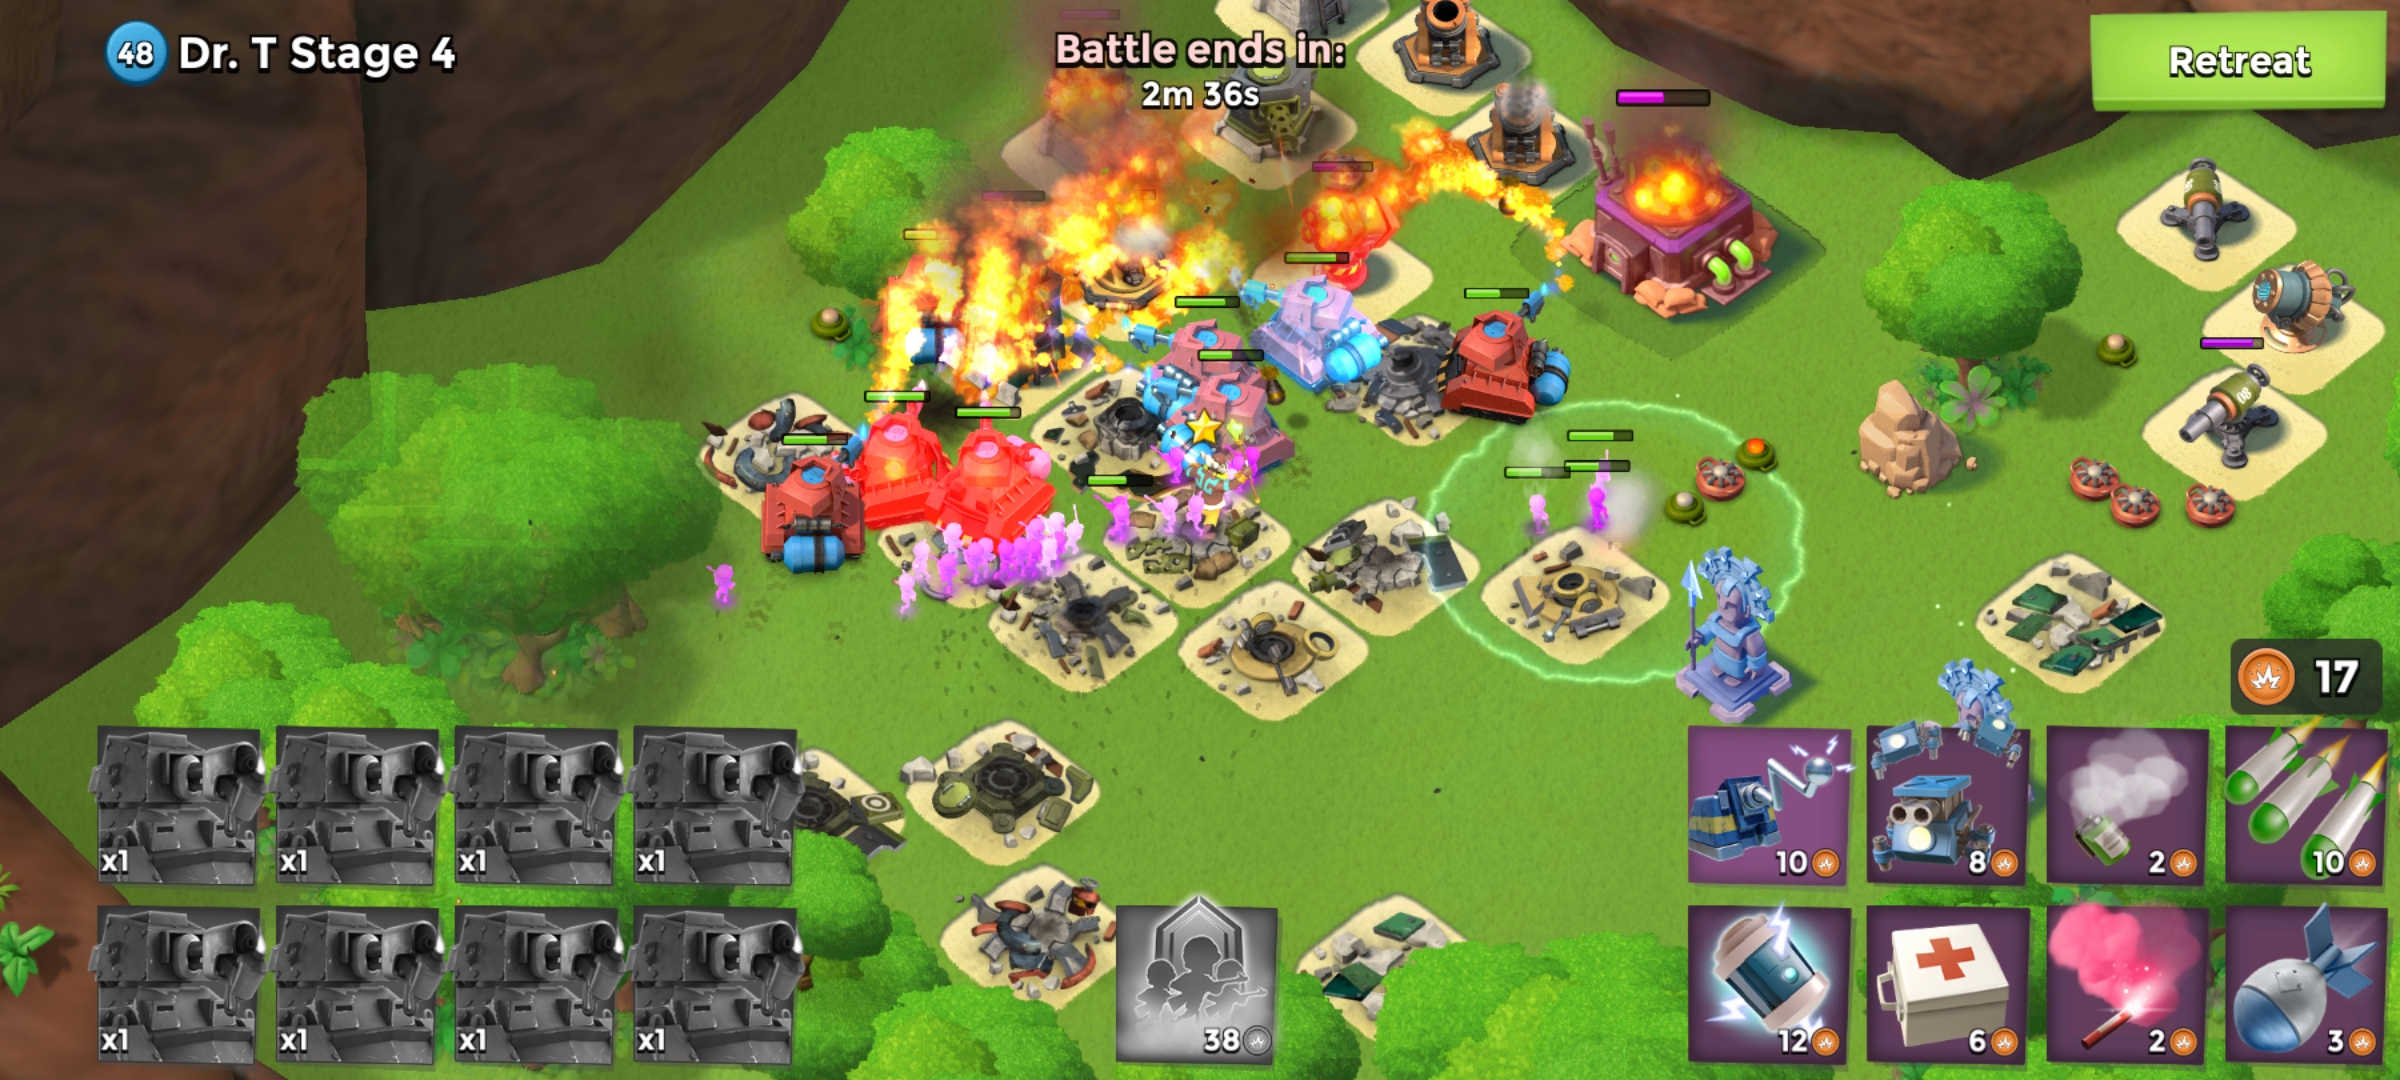 48 Dr. T Stage 4
Battle ends in:
2m 36s
Retreat
08
17
x1 x1 x1 x1
10 8 2 10
x1 x1 x1 x1
38
12 6 2 3